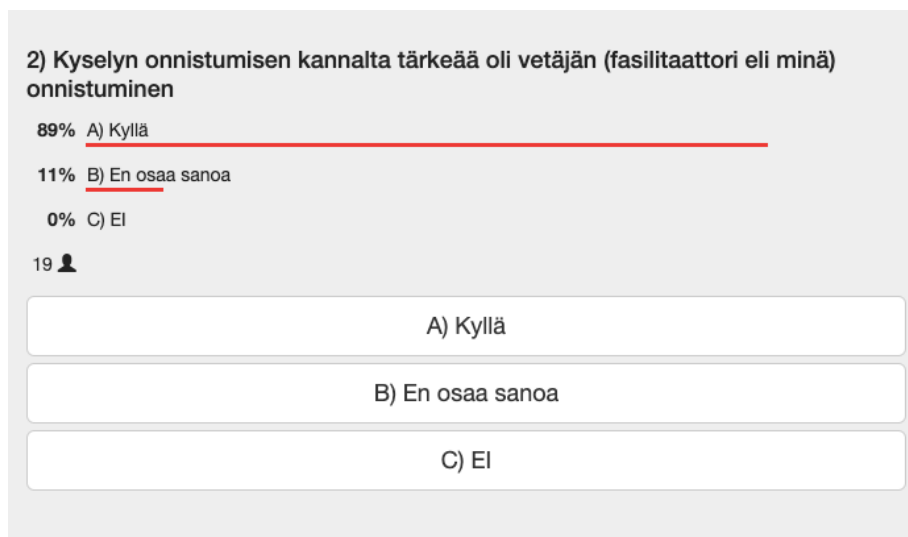 2) Kyselyn onnistumisen kannalta tärkeää oli vetäjän (fasilitaattori eli minä)
onnistuminen
89% A) Kyllä
11% B) En osaa sanoa
0% C) EI
19
A) Kyllä
B) En osaa sanoa
C) EI